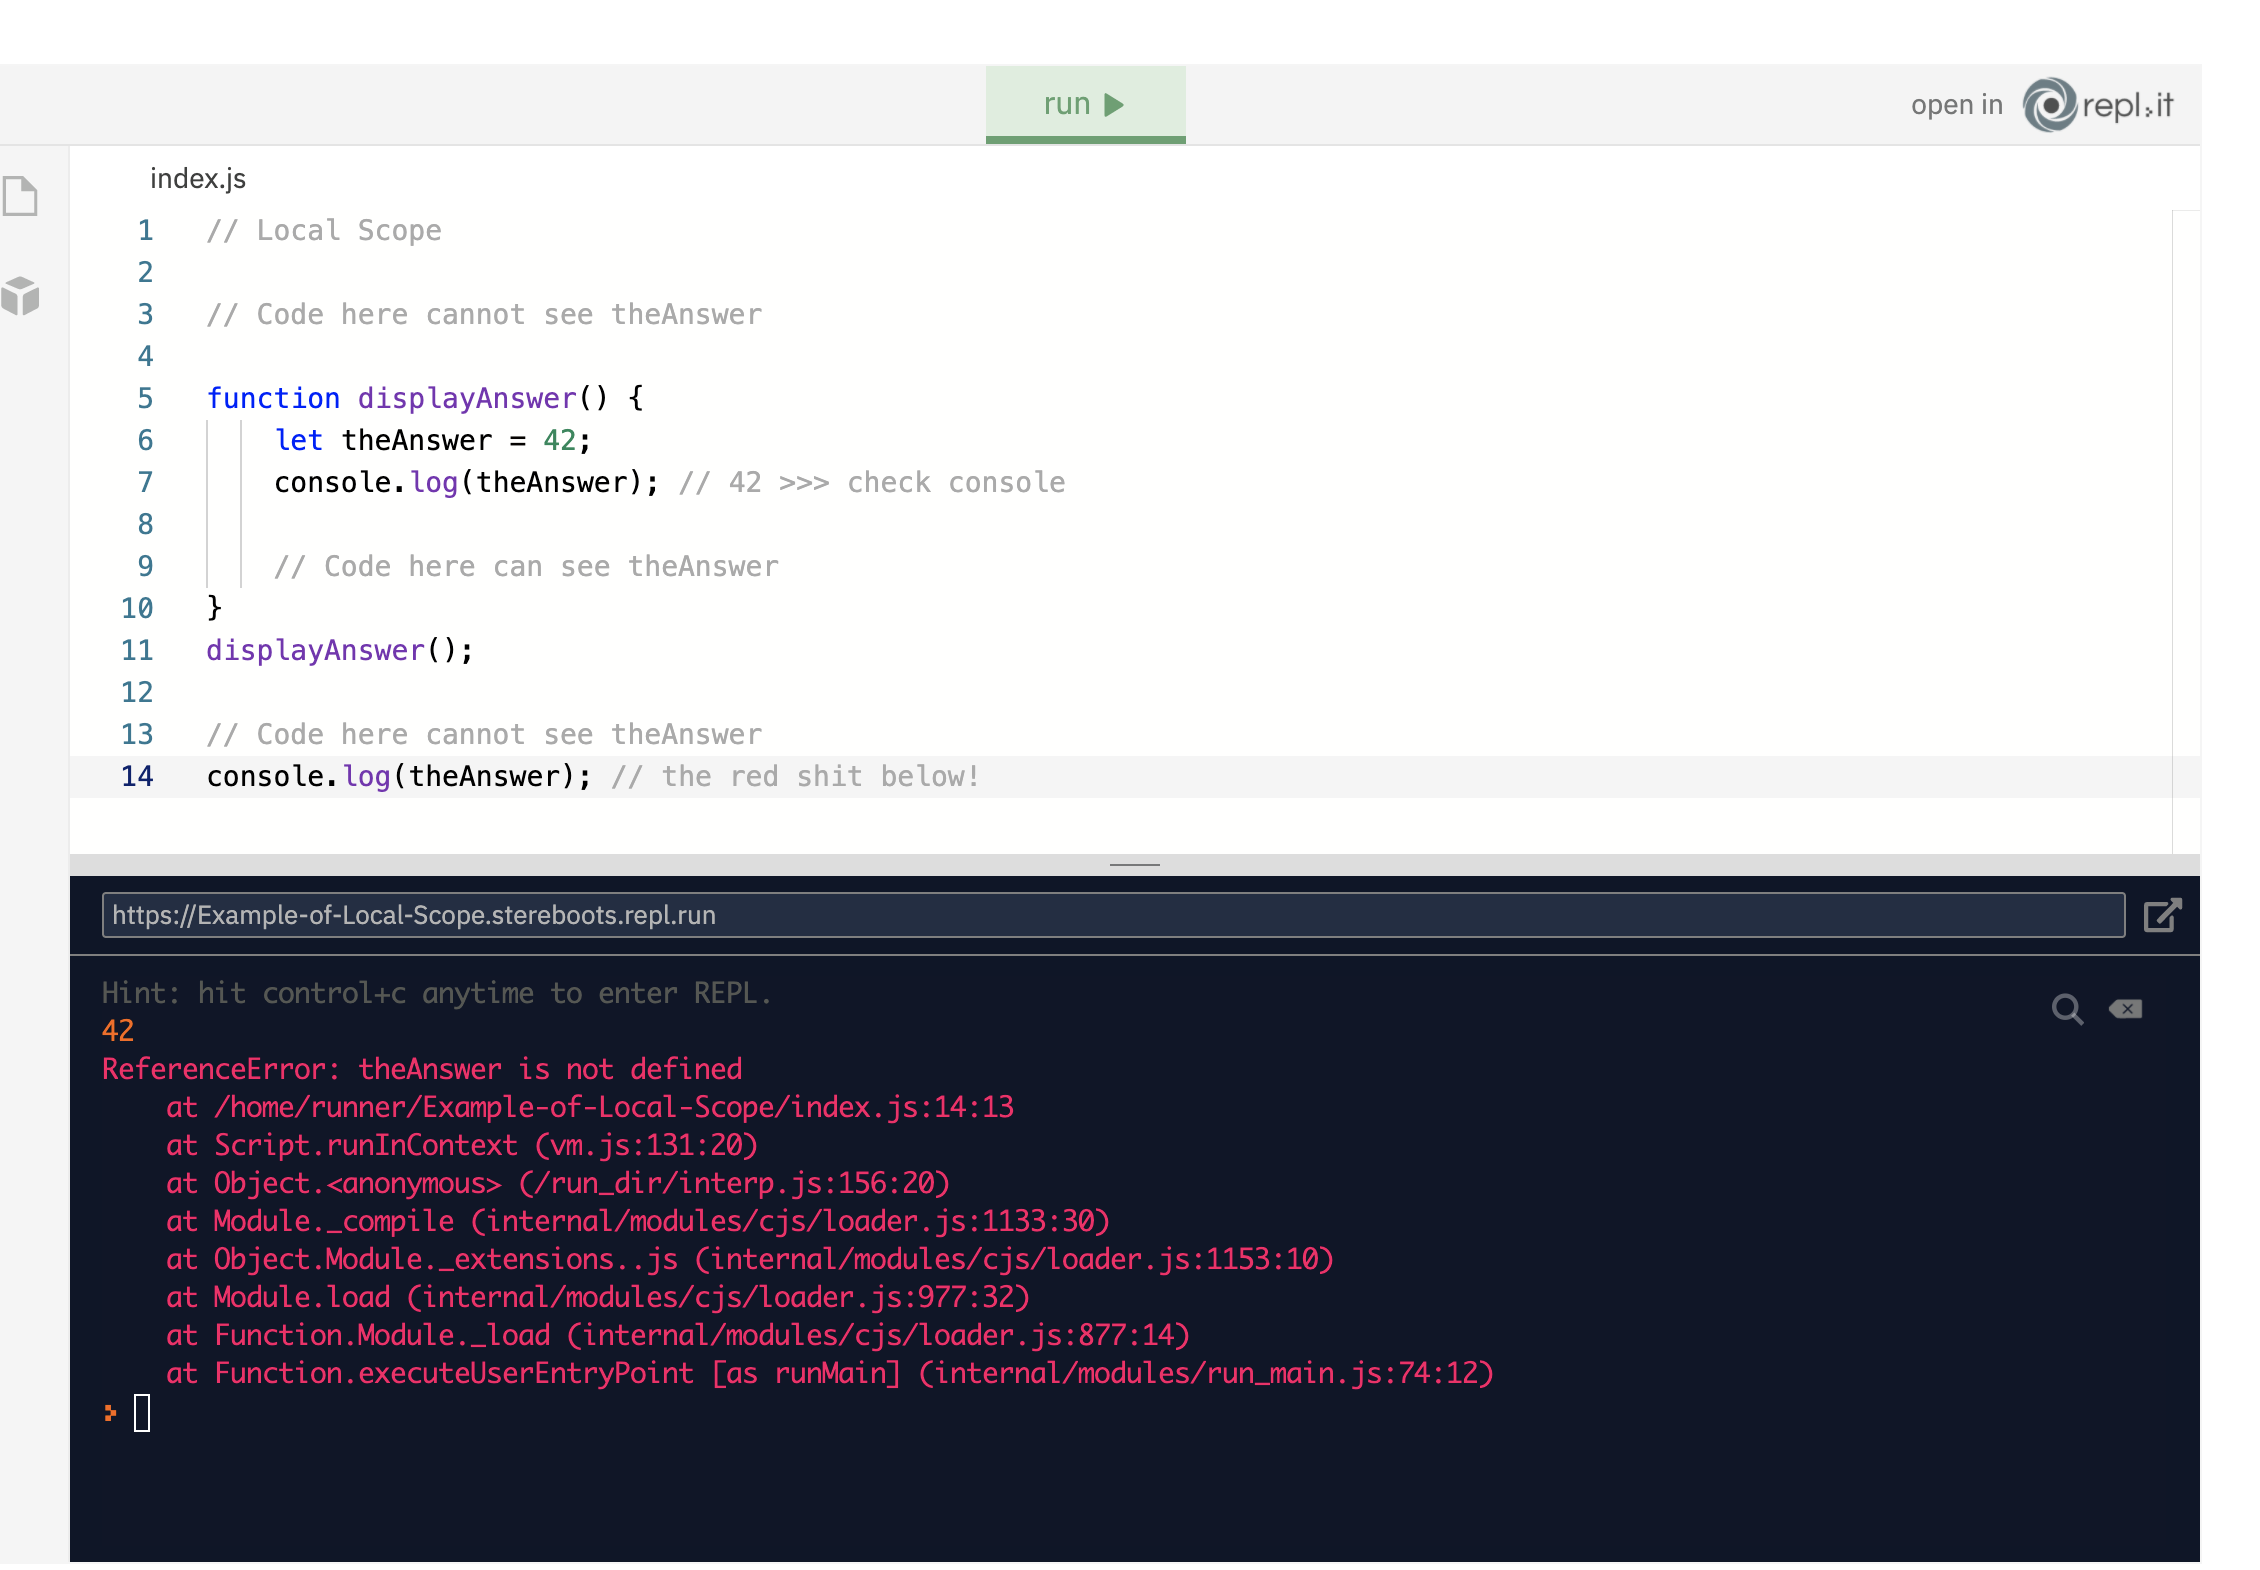 run
open in repl.it
index.js
1 // Local Scope
2
3 // Code here cannot see theAnswer
4
5 function displayAnswer() {
6 let theAnswer = 42;
7 console.log(theAnswer); // 42 >>> check console
8
9 // Code here can see theAnswer
10 }
11 displayAnswer();
12
13 // Code here cannot see theAnswer
14 console.log(theAnswer); // the red shit below!
https://Example-of-Local-Scope.stereboots.repl.run
Hint: hit control+c anytime to enter REPL.
42
ReferenceError: theAnswer is not defined
at /home/runner/Example-of-Local-Scope/index.js:14:13
at Script.runInContext (vm.js:131:20)
at Object.<anonymous> (/run_dir/interp.js:156:20)
at Module._compile (internal/modules/cjs/loader.js:1133:30)
at Object.Module._extensions..js (internal/modules/cjs/loader.js:1153:10)
at Module.load (internal/modules/cjs/loader.js:977:32)
at Function.Module._load (internal/modules/cjs/loader.js:877:14)
at Function.executeUserEntryPoint [as runMain] (internal/modules/run_main.js:74:12)